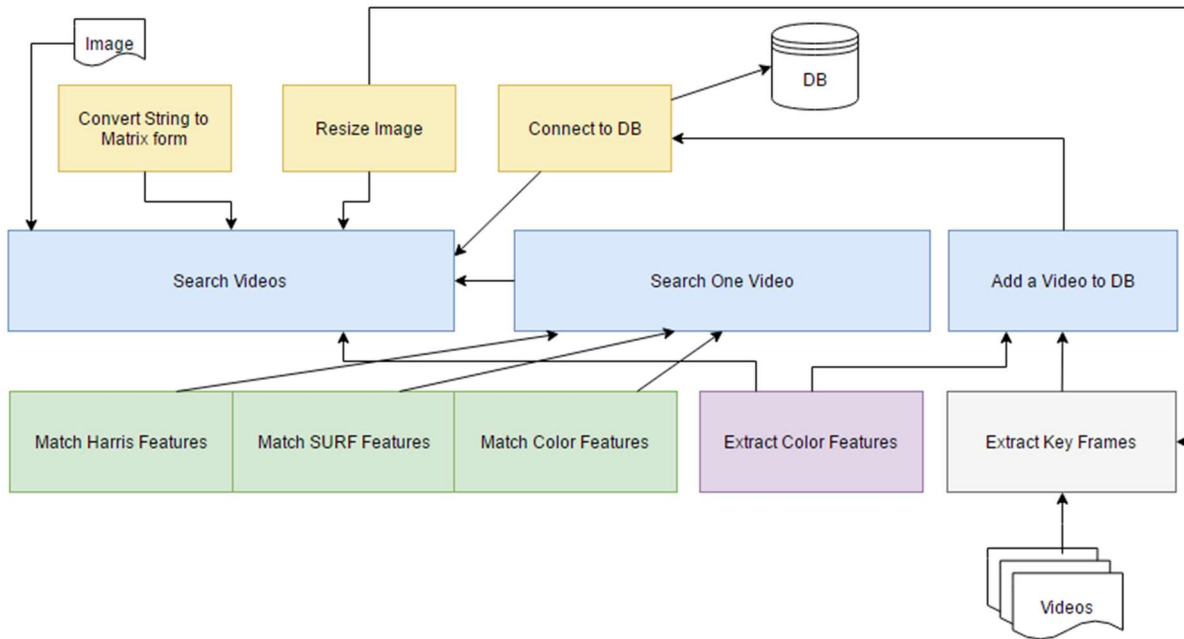 Image
DB
Convert String to
Matrix form
Resize Image
Connect to DB
Search Videos
Search One Video
Add a Video to DB
Match Harris Features
Match SURF Features
Match Color Features
Extract Color Features
Extract Key Frames
Videos